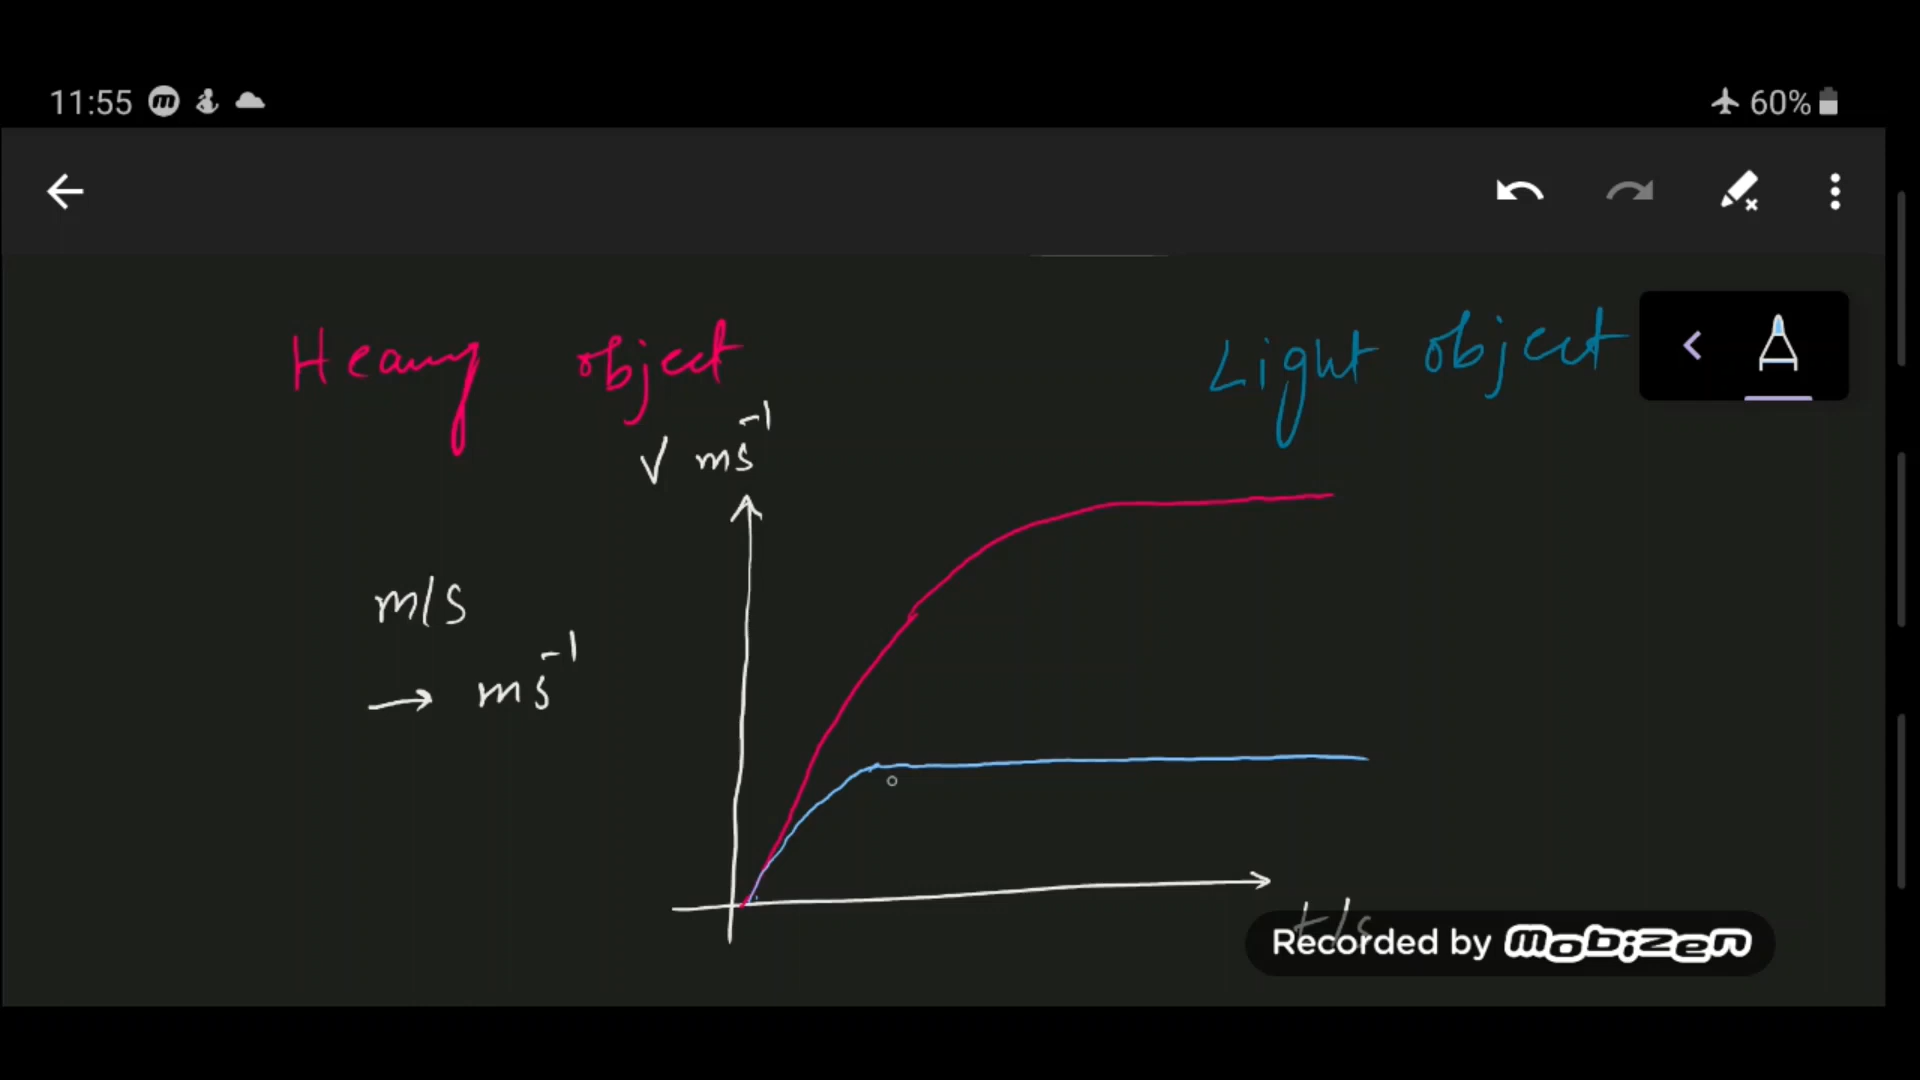 11:55
60%
Heavy object
Light object
V ms⁻¹
m/s
→ ms⁻¹
t/s
Recorded by mobizen